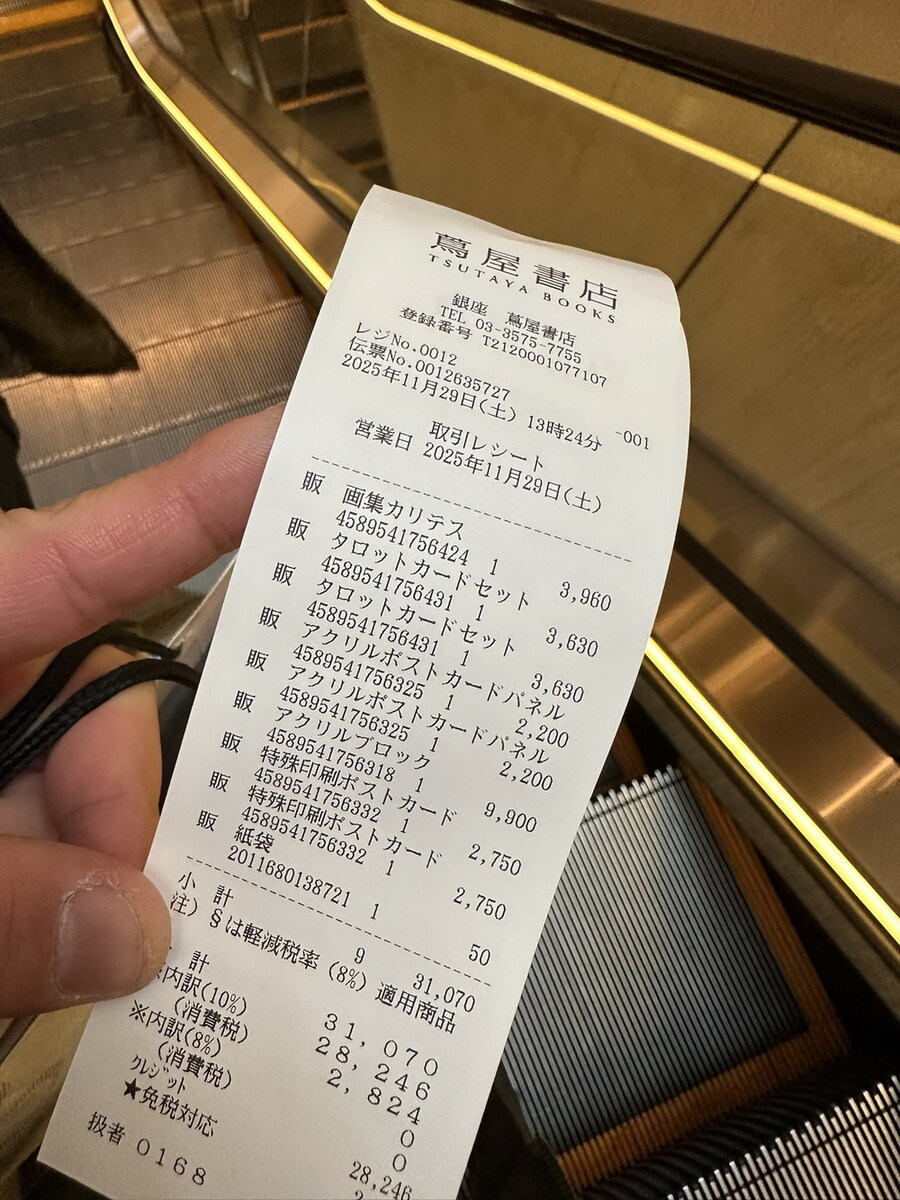 蔦屋書店
TSUTAYA BOOKS
銀座 蔦屋書店
TEL 03-3575-7755
登録番号 T2120001077107
レジNo.0012
伝票No.0012635727 -001
2025年11月29日(土) 13時24分
取引レシート
営業日 2025年11月29日(土)
販 画集カリテス
4589541756424 1 3,960
販 タロットカードセット
4589541756431 1 3,630
販 タロットカードセット
4589541756431 1 3,630
販 アクリルポストカードパネル
4589541756325 1 2,200
販 アクリルポストカードパネル
4589541756325 1 2,200
販 アクリルブロック
4589541756318 1 9,900
販 特殊印刷ポストカード
4589541756332 1 2,750
販 特殊印刷ポストカード
4589541756332 1 2,750
販 紙袋
2011680138721 1 50
小 計 9 31,070
注) §は軽減税率 (8%) 適用商品
計 31,070
※内訳(10%) 28,246
(消費税) 2,824
※内訳(8%) 0
(消費税) 0
クレジット 28,246
★免税対応
扱者 0168